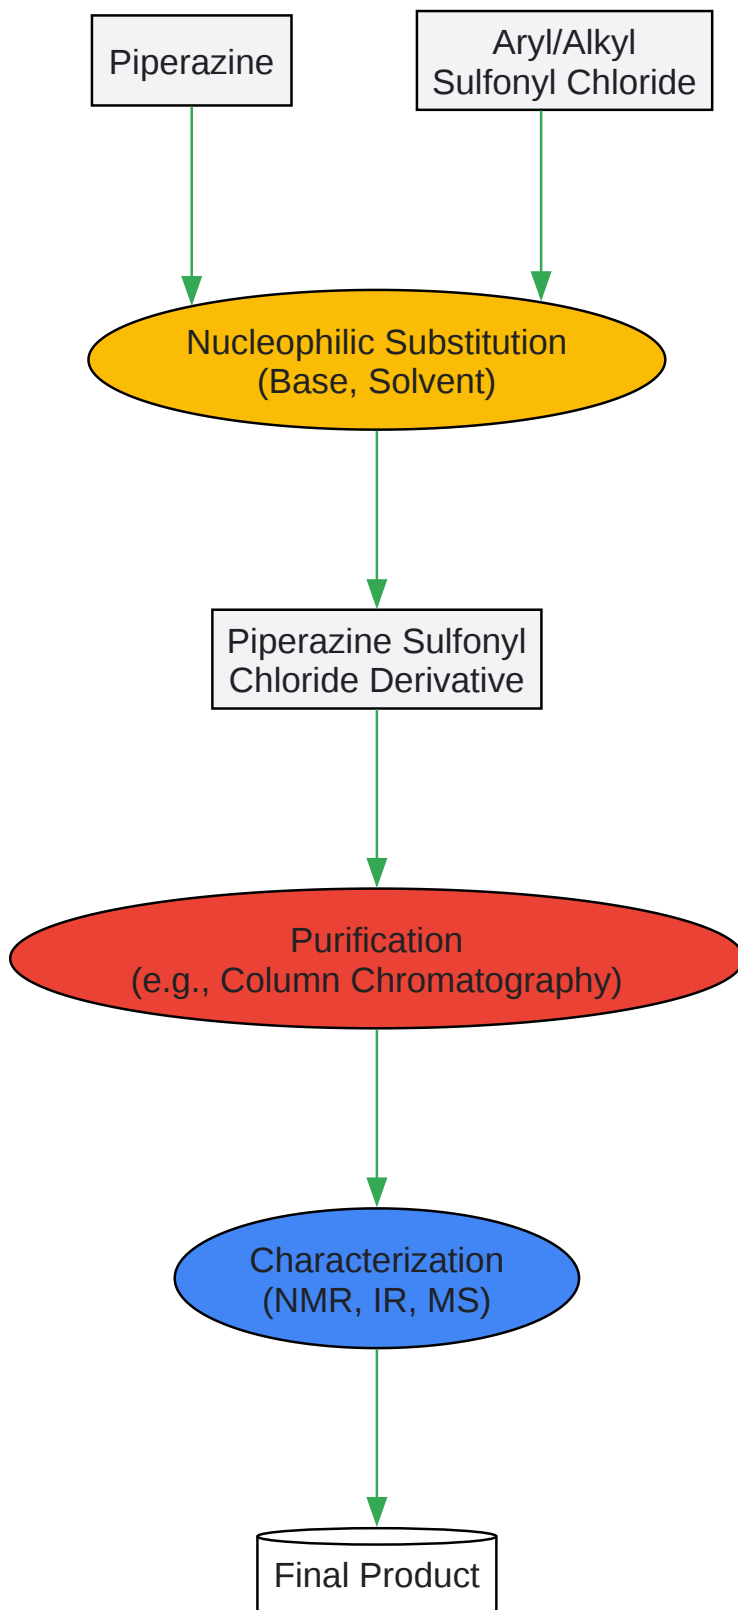 Piperazine
Aryl/Alkyl
Sulfonyl Chloride
Nucleophilic Substitution
(Base, Solvent)
Piperazine Sulfonyl
Chloride Derivative
Purification
(e.g., Column Chromatography)
Characterization
(NMR, IR, MS)
Final Product